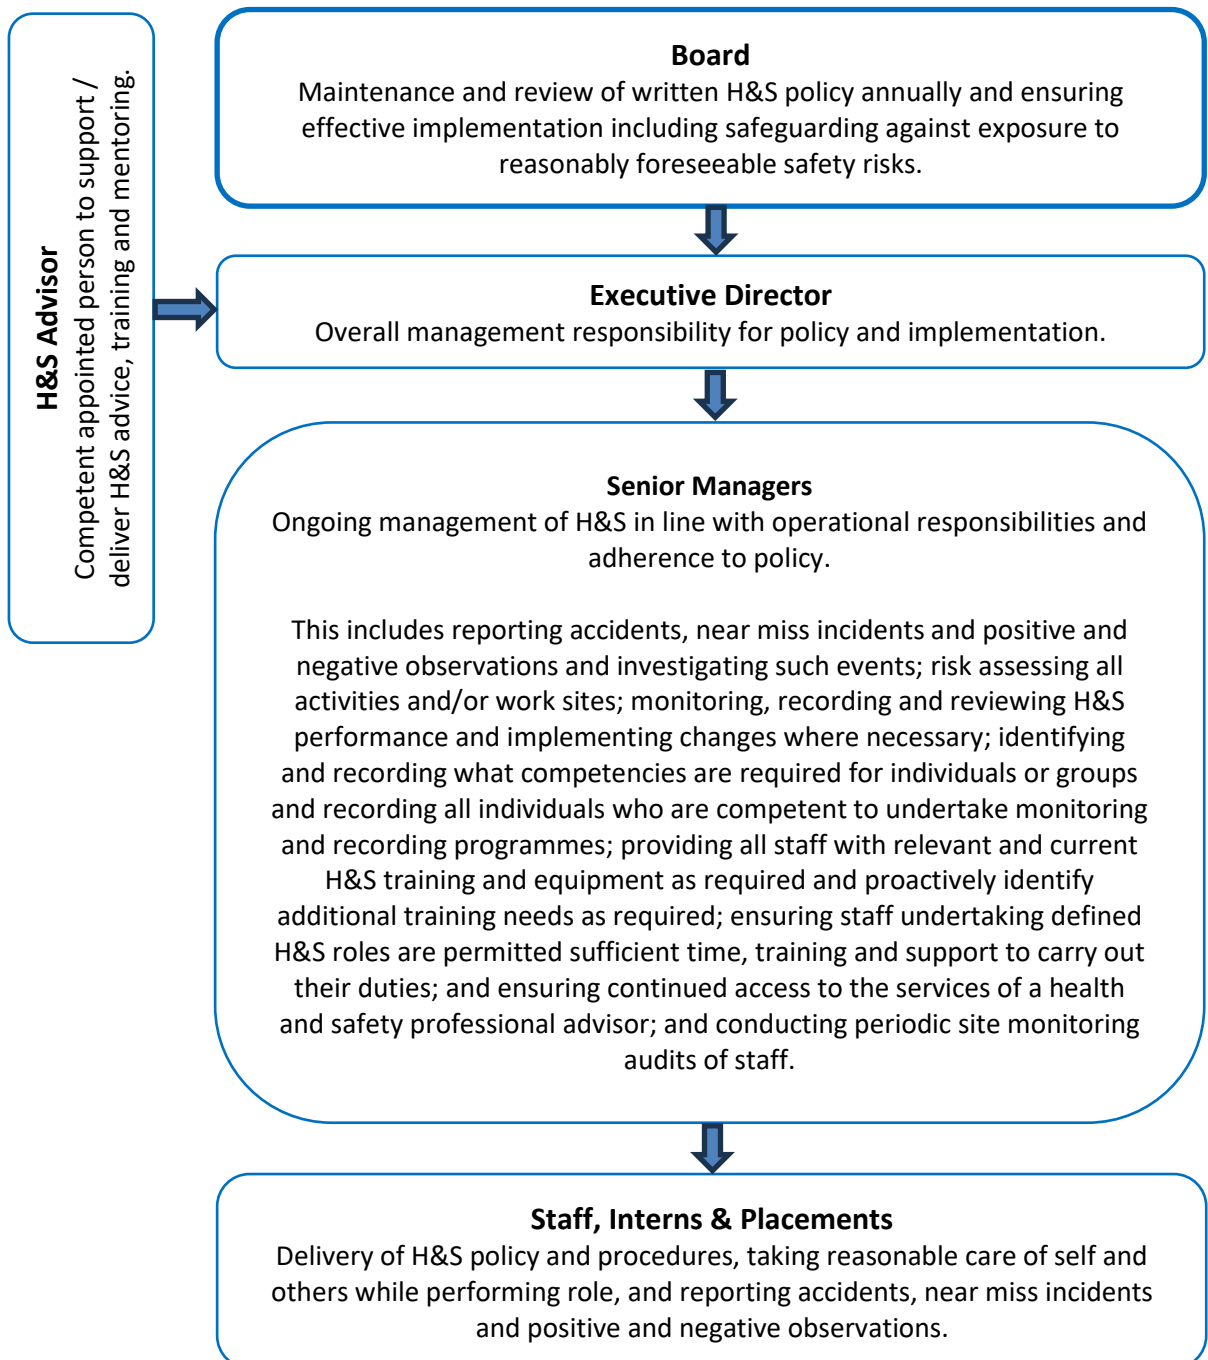 H&S Advisor
Competent appointed person to support /
deliver H&S advice, training and mentoring.
Board
Maintenance and review of written H&S policy annually and ensuring
effective implementation including safeguarding against exposure to
reasonably foreseeable safety risks.
Executive Director
Overall management responsibility for policy and implementation.
Senior Managers
Ongoing management of H&S in line with operational responsibilities and
adherence to policy.
This includes reporting accidents, near miss incidents and positive and
negative observations and investigating such events; risk assessing all
activities and/or work sites; monitoring, recording and reviewing H&S
performance and implementing changes where necessary; identifying
and recording what competencies are required for individuals or groups
and recording all individuals who are competent to undertake monitoring
and recording programmes; providing all staff with relevant and current
H&S training and equipment as required and proactively identify
additional training needs as required; ensuring staff undertaking defined
H&S roles are permitted sufficient time, training and support to carry out
their duties; and ensuring continued access to the services of a health
and safety professional advisor; and conducting periodic site monitoring
audits of staff.
Staff, Interns & Placements
Delivery of H&S policy and procedures, taking reasonable care of self and
others while performing role, and reporting accidents, near miss incidents
and positive and negative observations.